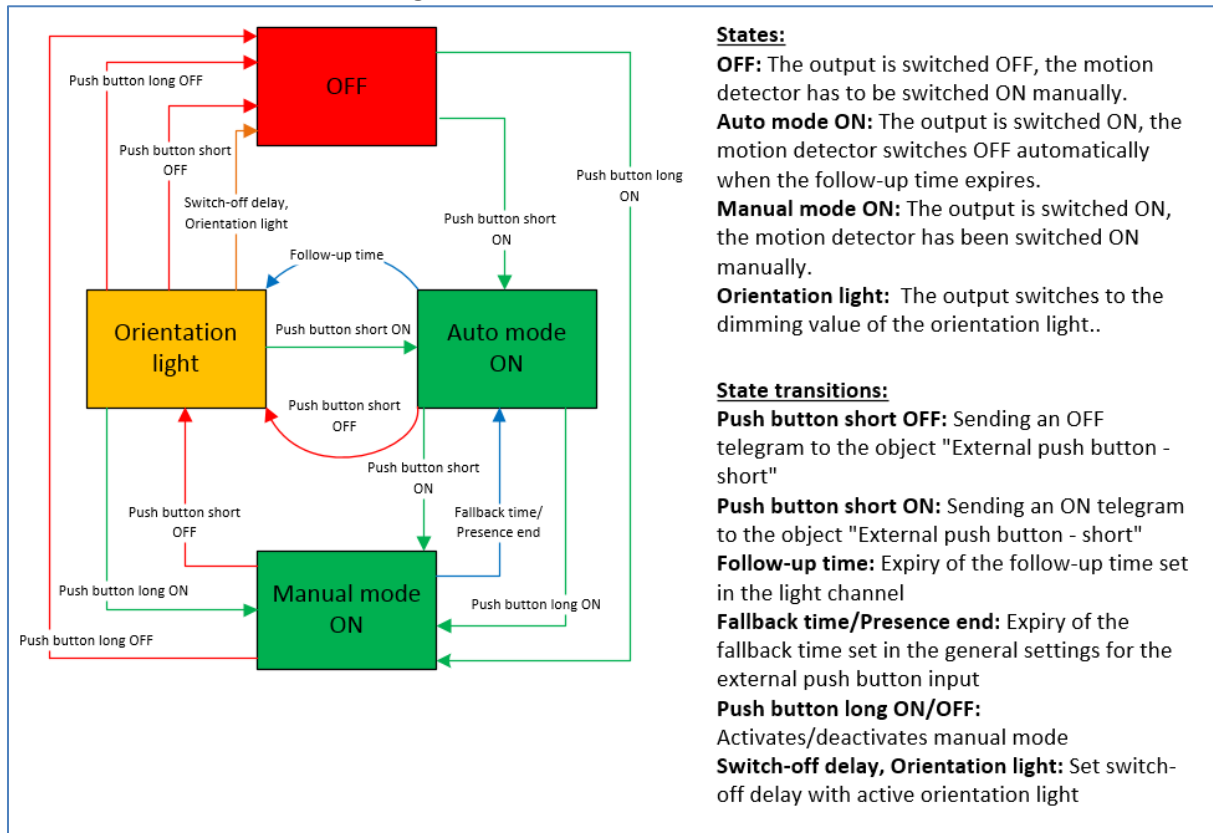 OFF
Push button long OFF
Push button short
OFF
Switch-off delay,
Orientation light
Push button long
ON
Push button short
ON
Follow-up time
Orientation
light
Push button short ON
Auto mode
ON
Push button short
OFF
Push button short
ON
Push button short
OFF
Fallback time/
Presence end
Push button long ON
Manual mode
ON
Push button long ON
Push button long OFF
States:
OFF: The output is switched OFF, the motion
detector has to be switched ON manually.
Auto mode ON: The output is switched ON, the
motion detector switches OFF automatically
when the follow-up time expires.
Manual mode ON: The output is switched ON,
the motion detector has been switched ON
manually.
Orientation light:  The output switches to the
dimming value of the orientation light..
State transitions:
Push button short OFF: Sending an OFF
telegram to the object "External push button -
short"
Push button short ON: Sending an ON telegram
to the object "External push button - short"
Follow-up time: Expiry of the follow-up time set
in the light channel
Fallback time/Presence end: Expiry of the
fallback time set in the general settings for the
external push button input
Push button long ON/OFF:
Activates/deactivates manual mode
Switch-off delay, Orientation light: Set switch-
off delay with active orientation light